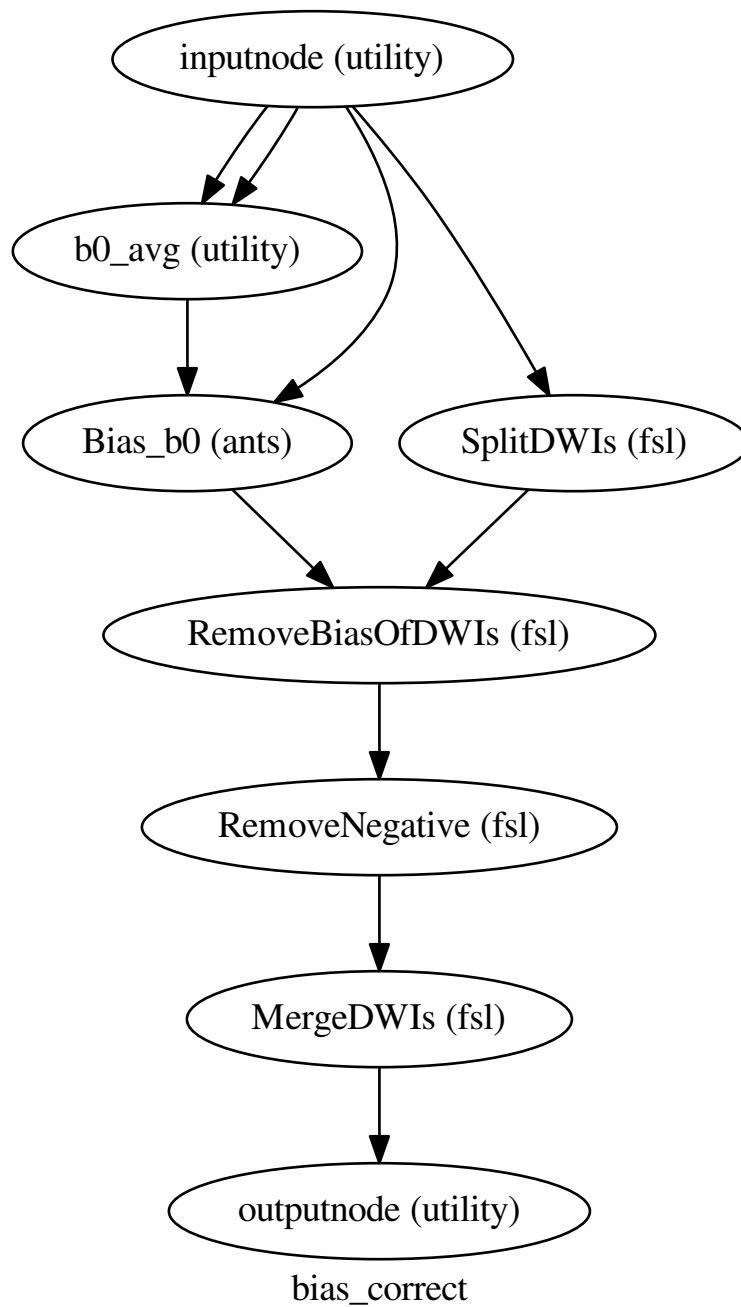 inputnode (utility)
b0_avg (utility)
Bias_b0 (ants)
SplitDWIs (fsl)
RemoveBiasOfDWIs (fsl)
RemoveNegative (fsl)
MergeDWIs (fsl)
outputnode (utility)
bias_correct